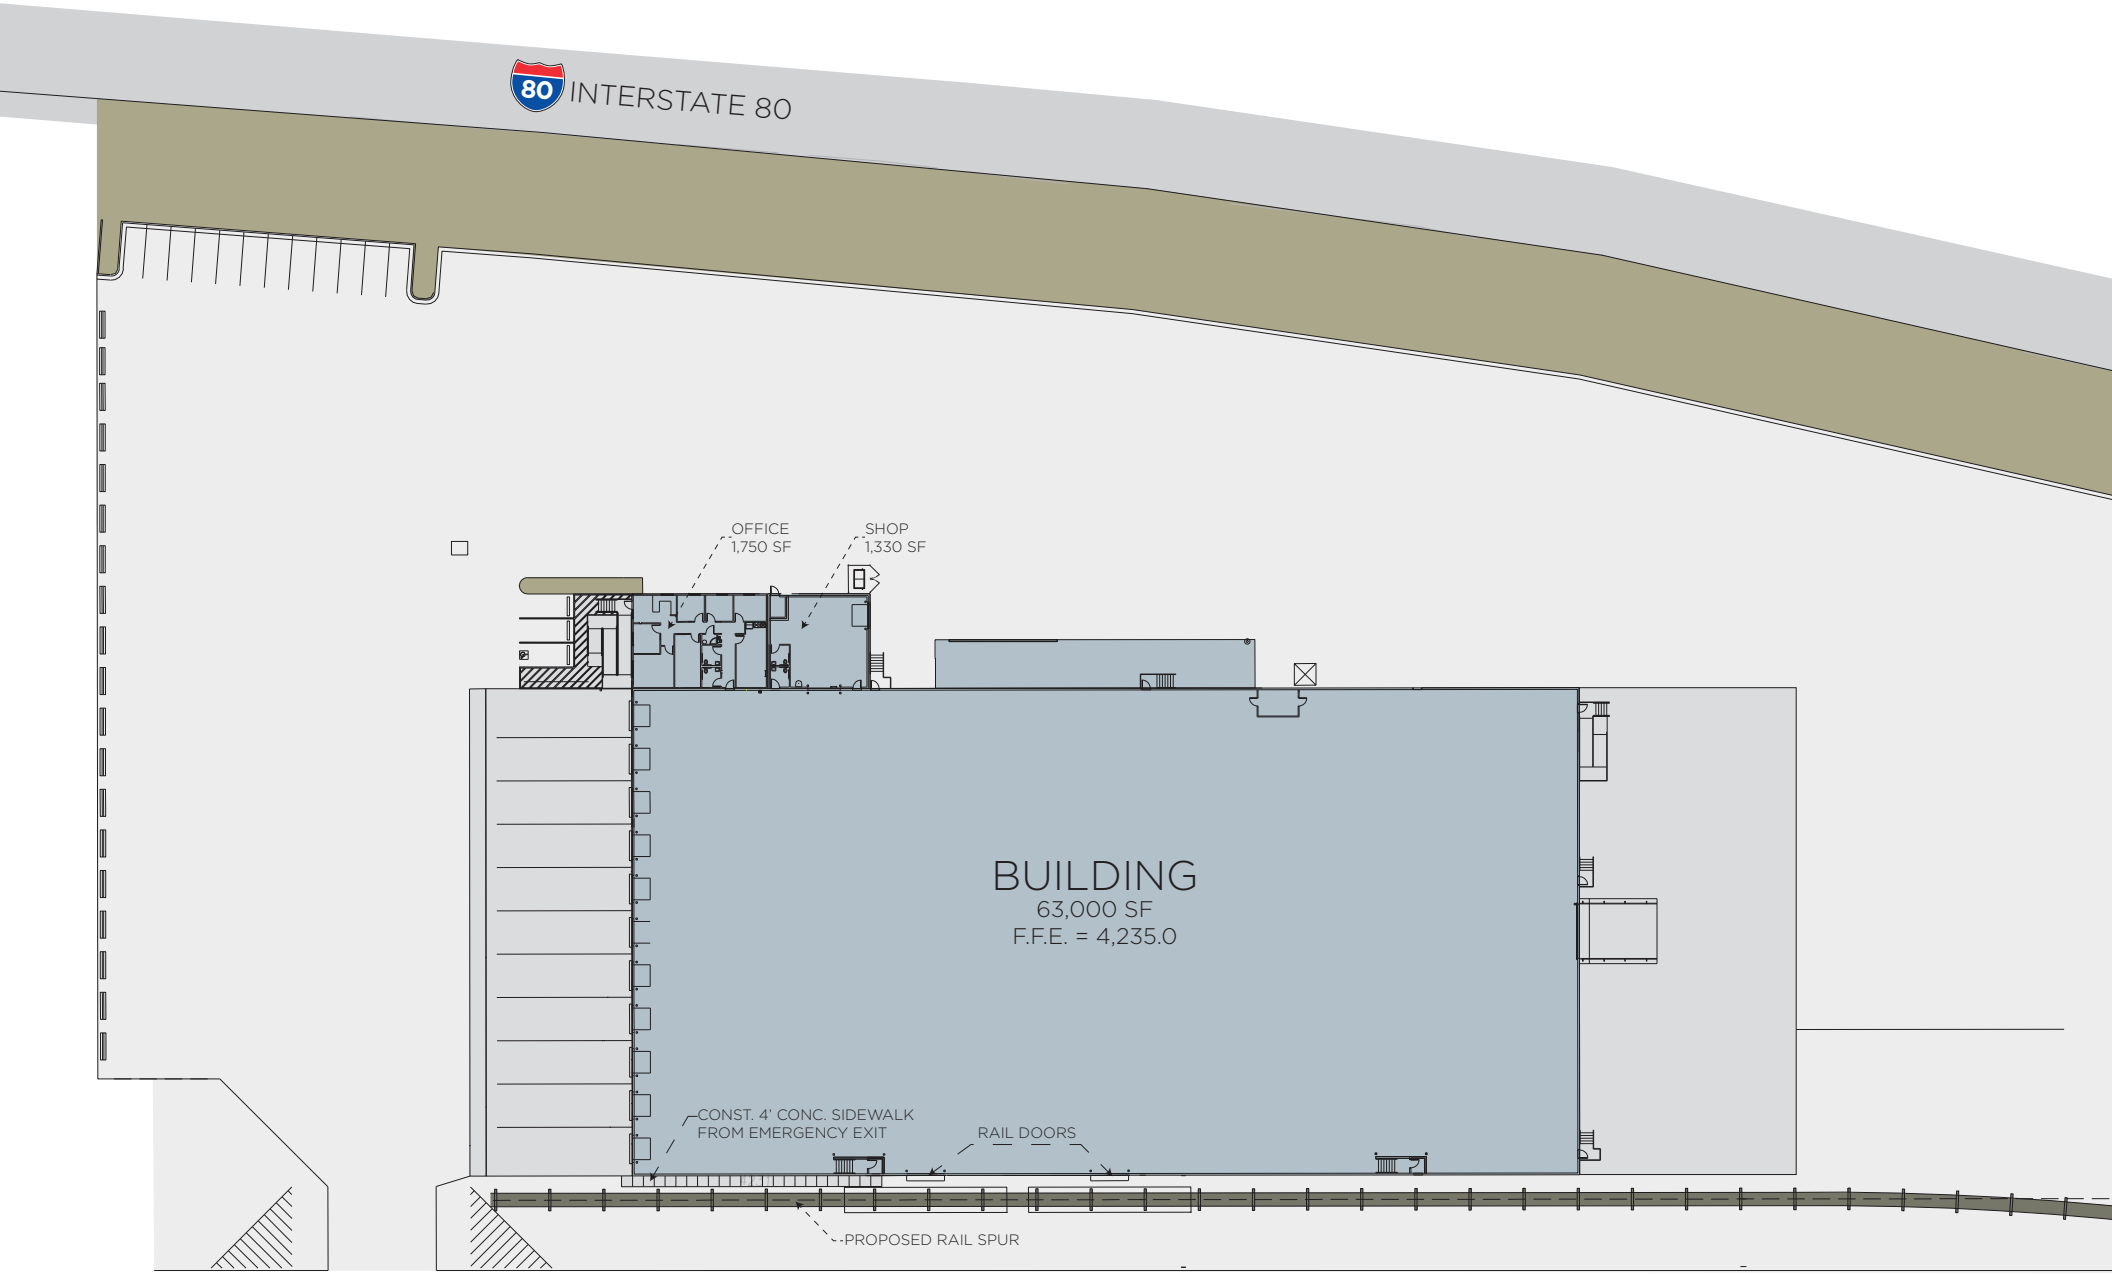 80 INTERSTATE 80
OFFICE
1,750 SF
SHOP
1,330 SF
BUILDING
63,000 SF
F.F.E. = 4,235.0
CONST. 4' CONC. SIDEWALK
FROM EMERGENCY EXIT
RAIL DOORS
PROPOSED RAIL SPUR